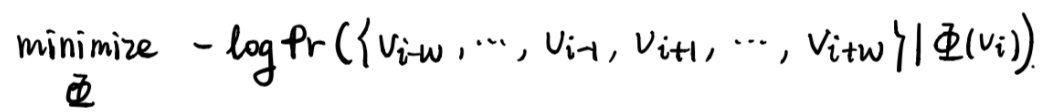 minimize - log Pr({v_{i-w}, ..., v_{i-1}, v_{i+1}, ..., v_{i+w}} | Φ(v_i)).
Φ